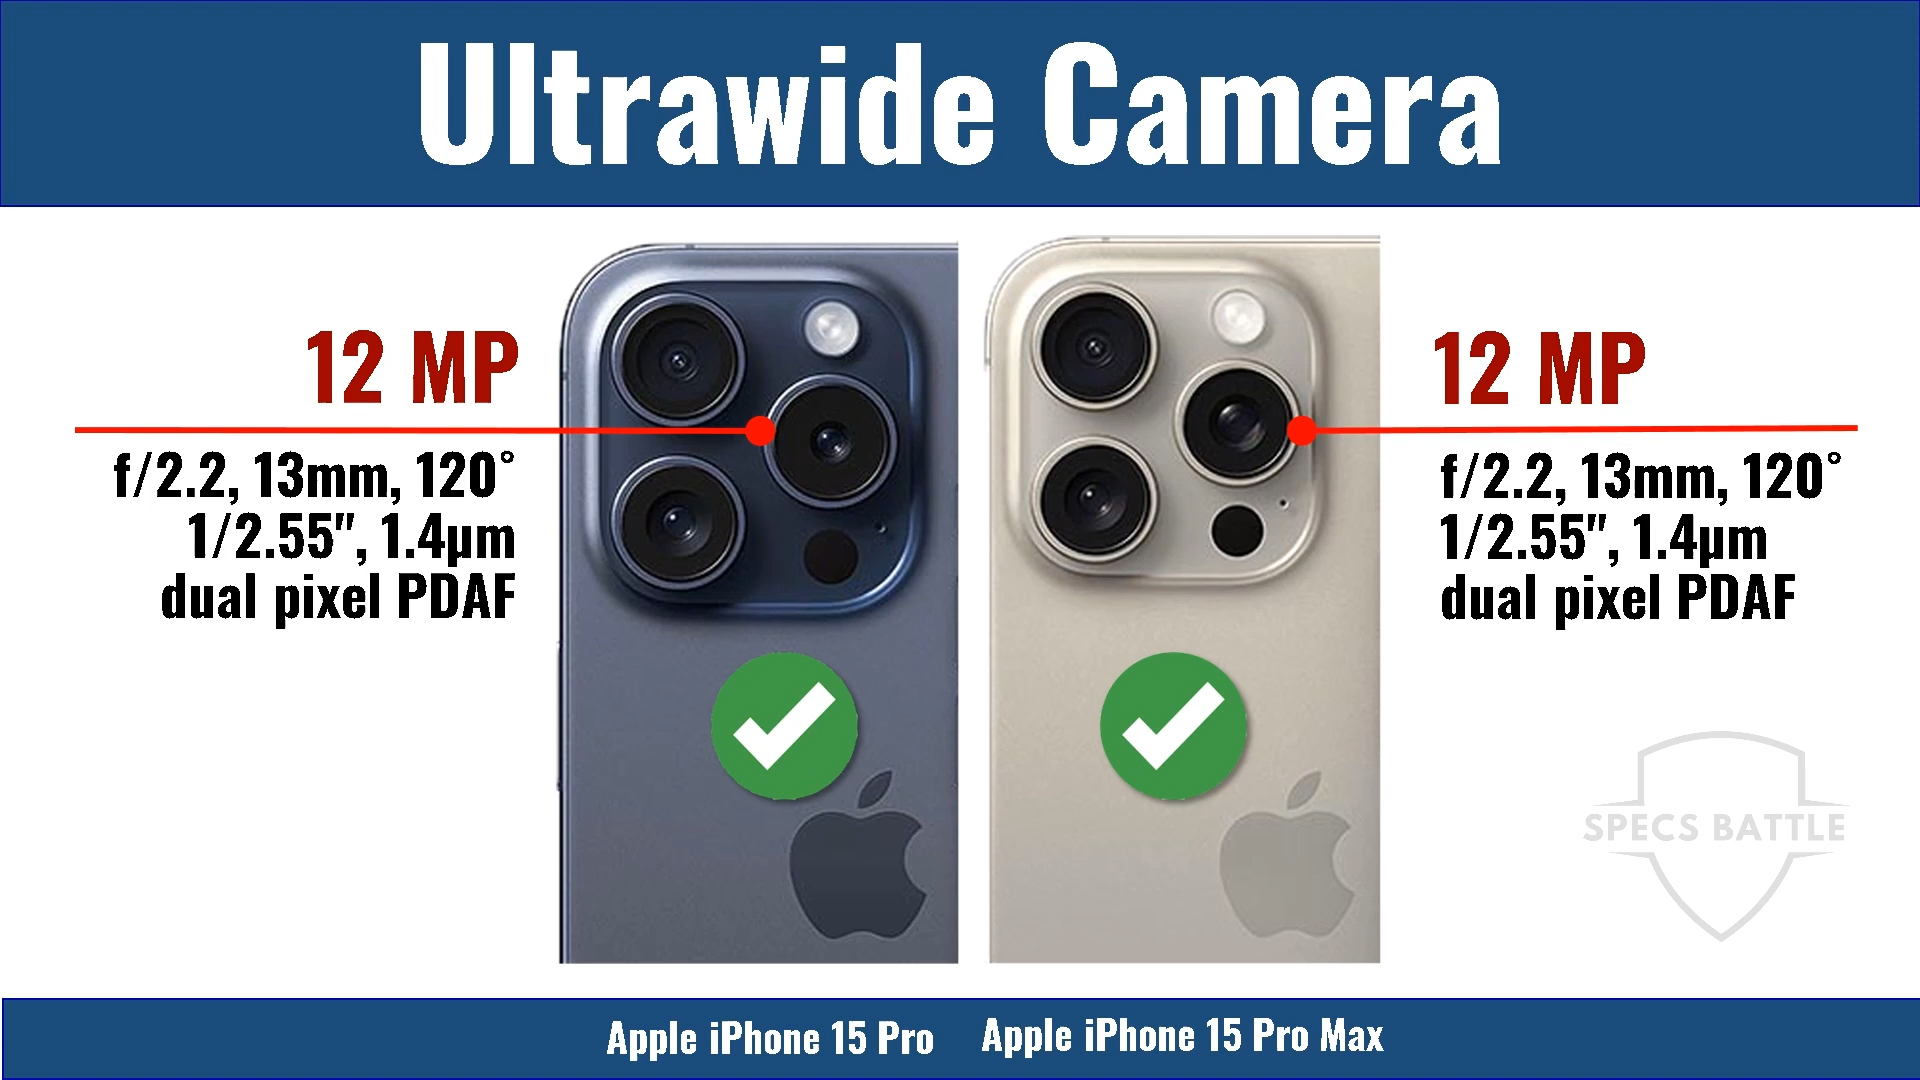 Ultrawide Camera
12 MP
f/2.2, 13mm, 120°
1/2.55", 1.4µm
dual pixel PDAF
12 MP
f/2.2, 13mm, 120°
1/2.55", 1.4µm
dual pixel PDAF
SPECS BATTLE
Apple iPhone 15 Pro
Apple iPhone 15 Pro Max